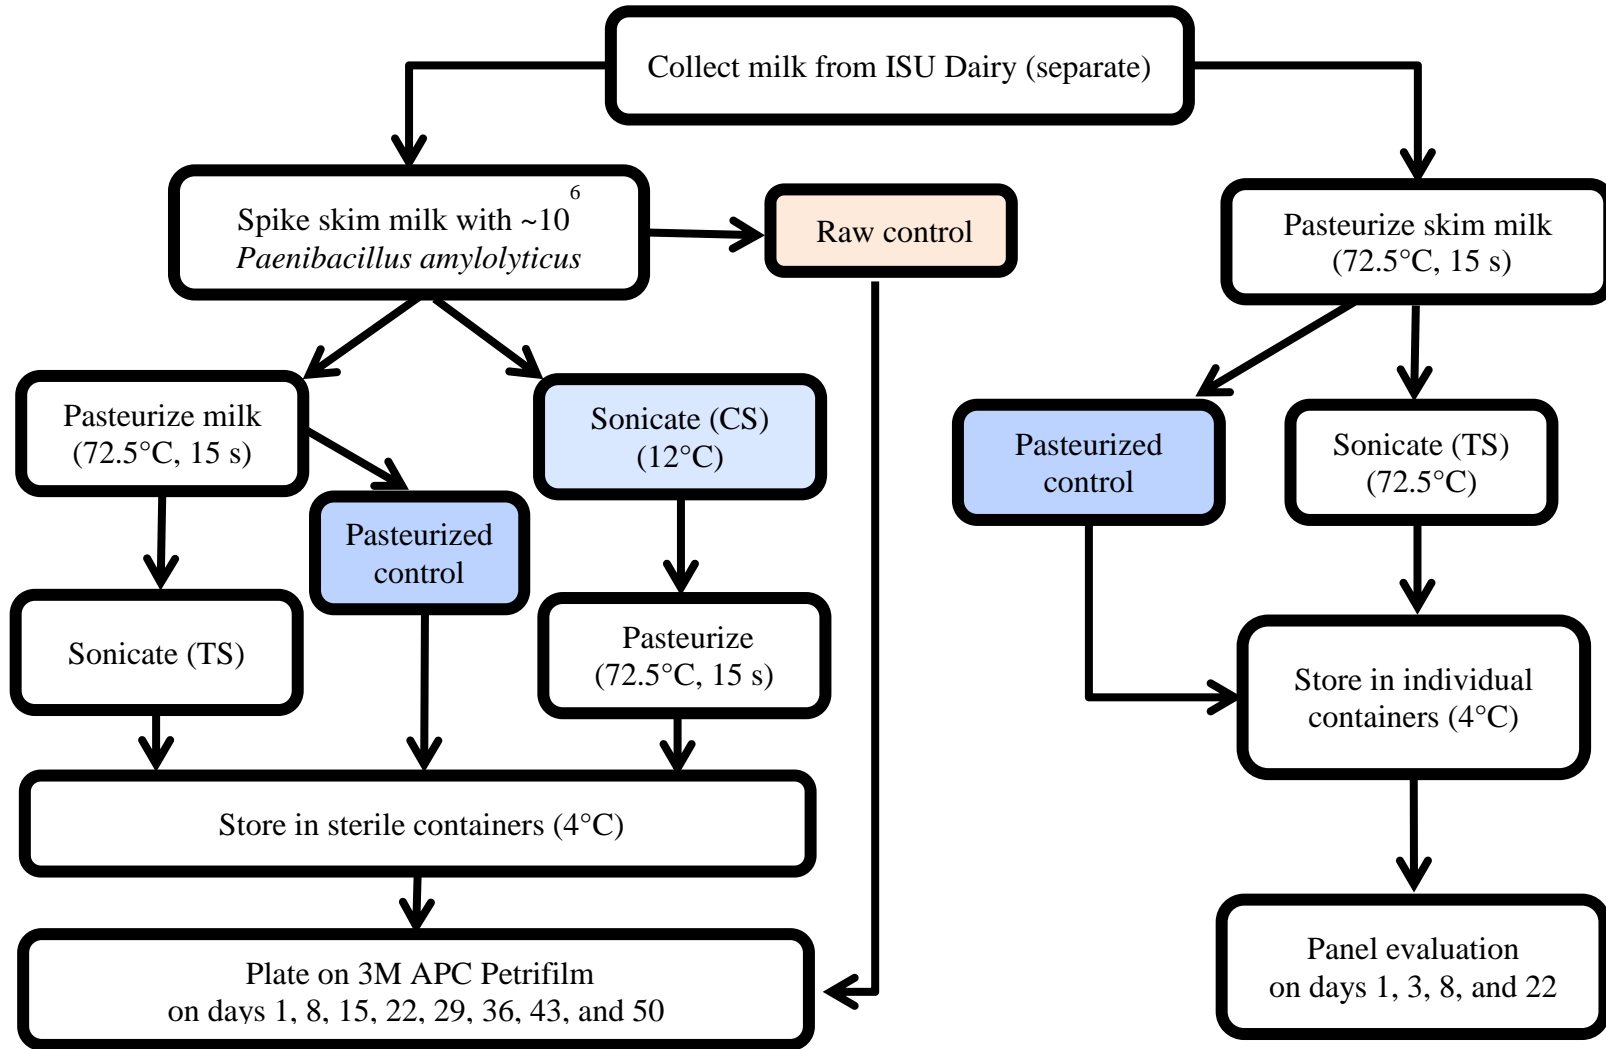 Collect milk from ISU Dairy (separate)
Spike skim milk with ~10^6
Paenibacillus amylolyticus
Raw control
Pasteurize skim milk
(72.5°C, 15 s)
Pasteurize milk
(72.5°C, 15 s)
Sonicate (CS)
(12°C)
Pasteurized
control
Pasteurized
control
Sonicate (TS)
(72.5°C)
Sonicate (TS)
Pasteurize
(72.5°C, 15 s)
Store in individual
containers (4°C)
Store in sterile containers (4°C)
Plate on 3M APC Petrifilm
on days 1, 8, 15, 22, 29, 36, 43, and 50
Panel evaluation
on days 1, 3, 8, and 22